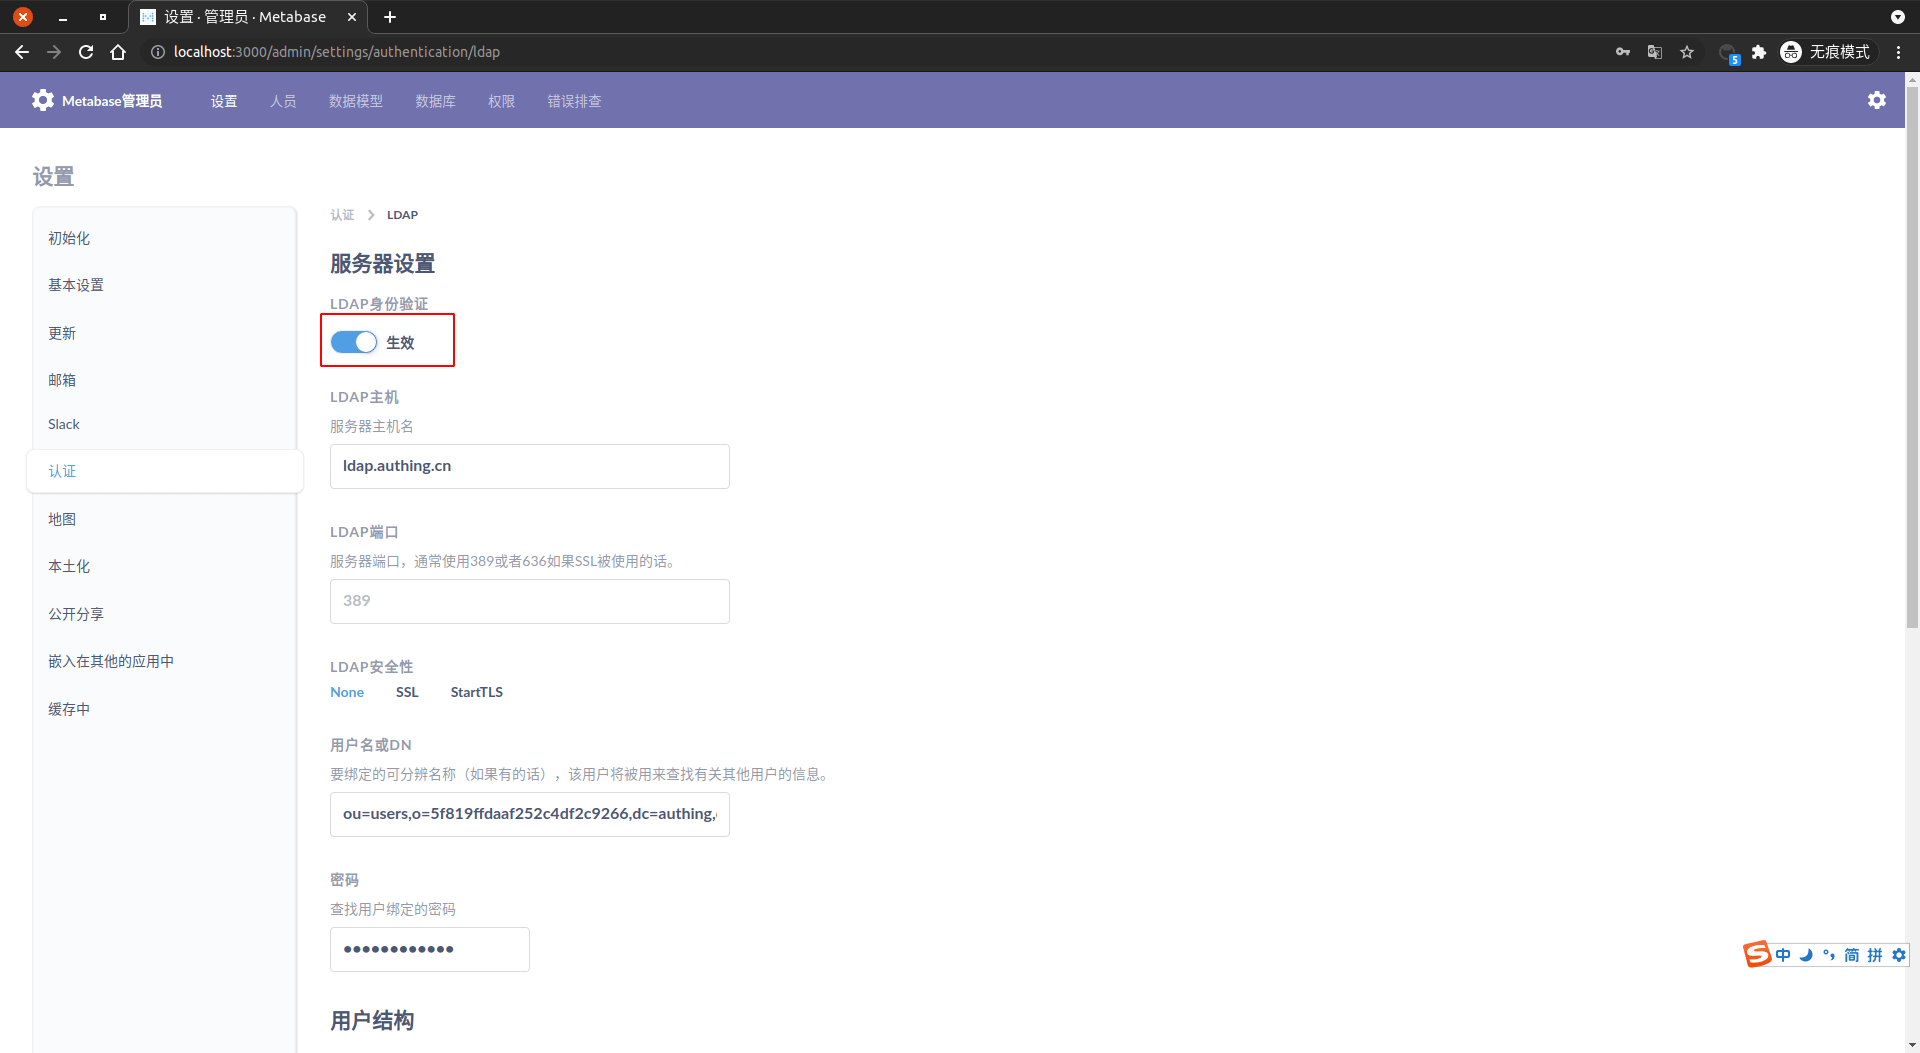 设置 · 管理员 · Metabase
localhost:3000/admin/settings/authentication/ldap
5
无痕模式
Metabase管理员
设置
人员
数据模型
数据库
权限
错误排查
设置
初始化
基本设置
更新
邮箱
Slack
认证
地图
本土化
公开分享
嵌入在其他的应用中
缓存中
认证
LDAP
服务器设置
LDAP身份验证
生效
LDAP主机
服务器主机名
ldap.authing.cn
LDAP端口
服务器端口，通常使用389或者636如果SSL被使用的话。
389
LDAP安全性
None
SSL
StartTLS
用户名或DN
要绑定的可分辨名称（如果有的话），该用户将被用来查找有关其他用户的信息。
ou=users,o=5f819ffdaaf252c4df2c9266,dc=authing,
密码
查找用户绑定的密码
••••••••••••
用户结构
中
简
拼